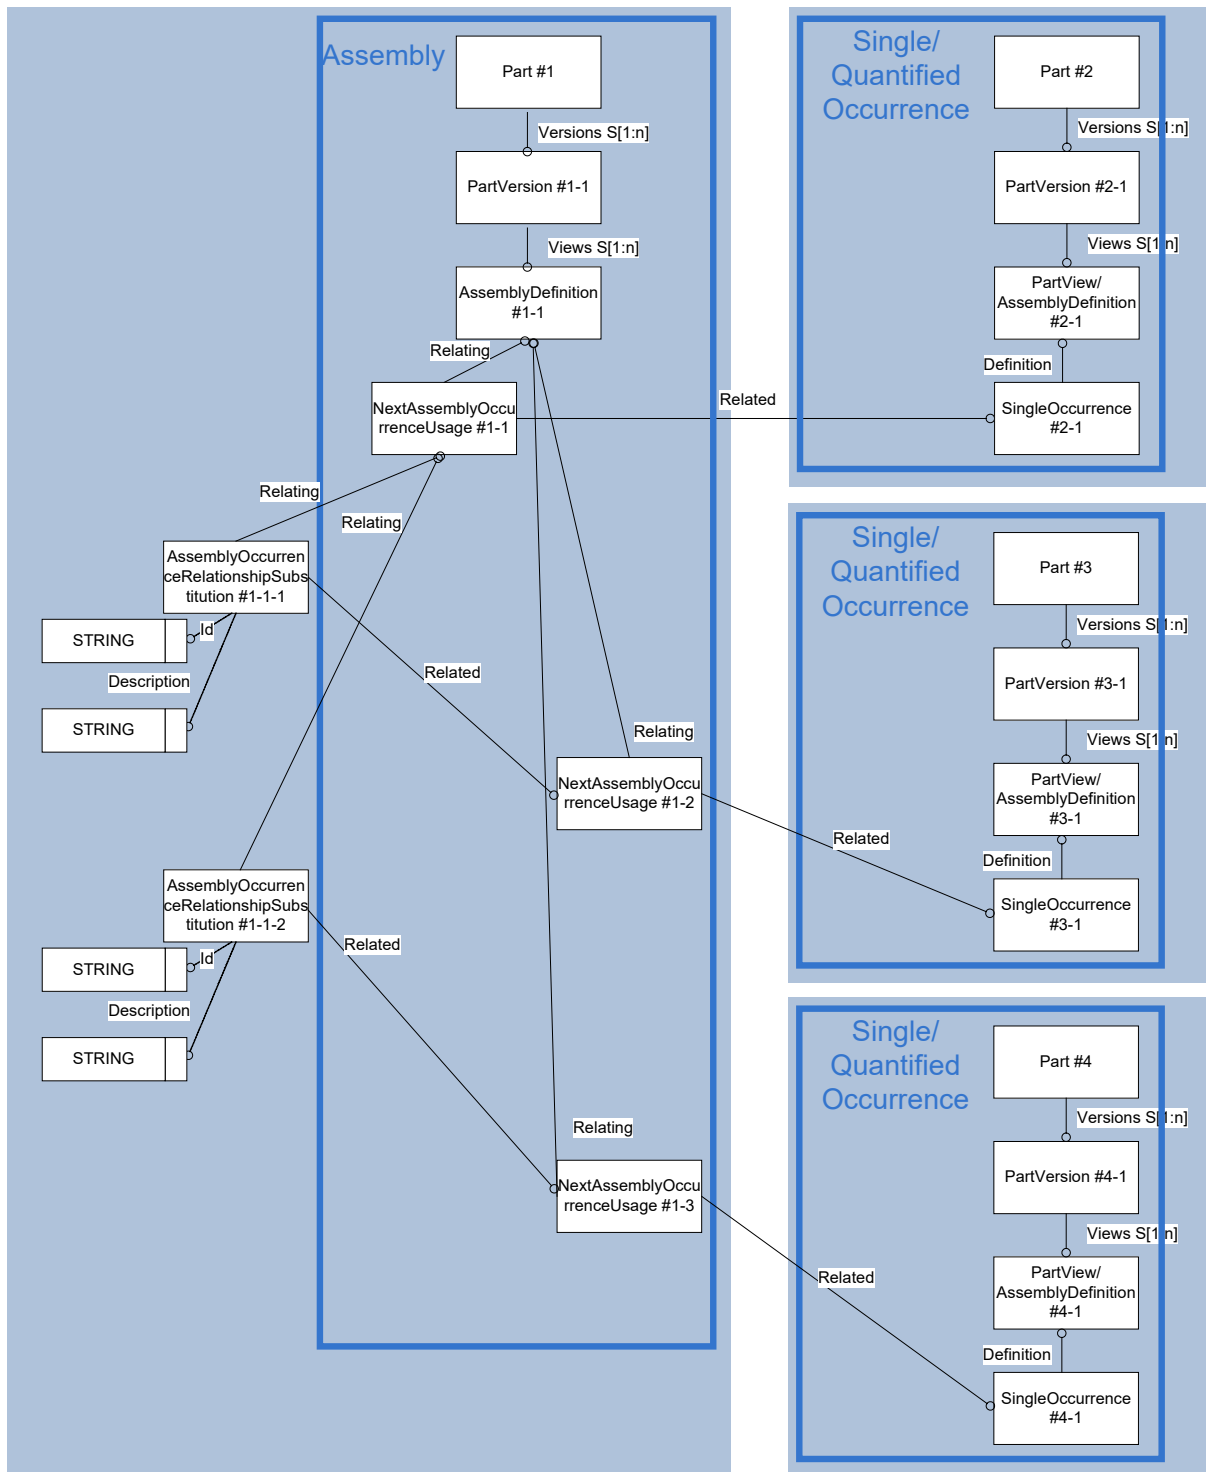 Assembly
Part #1
Versions S[1:n]
PartVersion #1-1
Views S[1:n]
AssemblyDefinition
#1-1
Relating
NextAssemblyOccu
rrenceUsage #1-1
Related
Relating
Relating
AssemblyOccurren
ceRelationshipSubs
titution #1-1-1
STRING
Id
Description
STRING
Related
Relating
NextAssemblyOccu
rrenceUsage #1-2
Related
AssemblyOccurren
ceRelationshipSubs
titution #1-1-2
STRING
Id
Description
STRING
Related
Relating
NextAssemblyOccu
rrenceUsage #1-3
Related
Single/
Quantified
Occurrence
Part #2
Versions S[1:n]
PartVersion #2-1
Views S[1:n]
PartView/
AssemblyDefinition
#2-1
Definition
SingleOccurrence
#2-1
Single/
Quantified
Occurrence
Part #3
Versions S[1:n]
PartVersion #3-1
Views S[1:n]
PartView/
AssemblyDefinition
#3-1
Definition
SingleOccurrence
#3-1
Single/
Quantified
Occurrence
Part #4
Versions S[1:n]
PartVersion #4-1
Views S[1:n]
PartView/
AssemblyDefinition
#4-1
Definition
SingleOccurrence
#4-1